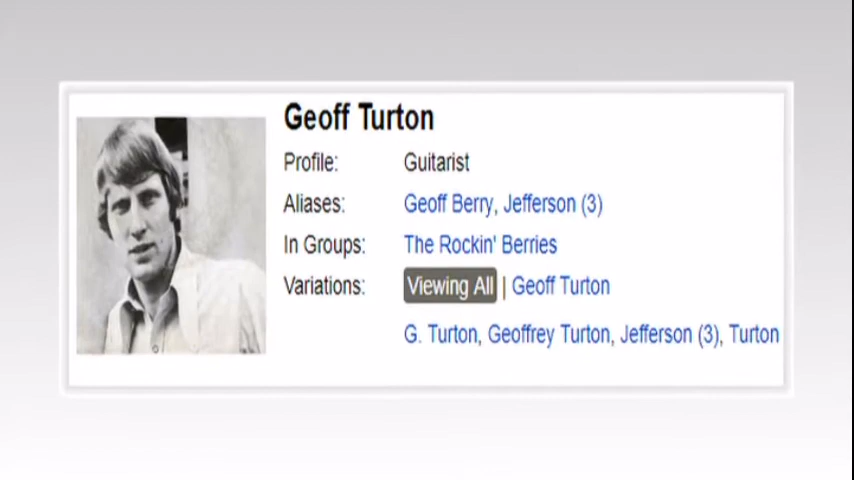 Geoff Turton
Profile: Guitarist
Aliases: Geoff Berry, Jefferson (3)
In Groups: The Rockin' Berries
Variations: Viewing All | Geoff Turton
G. Turton, Geoffrey Turton, Jefferson (3), Turton